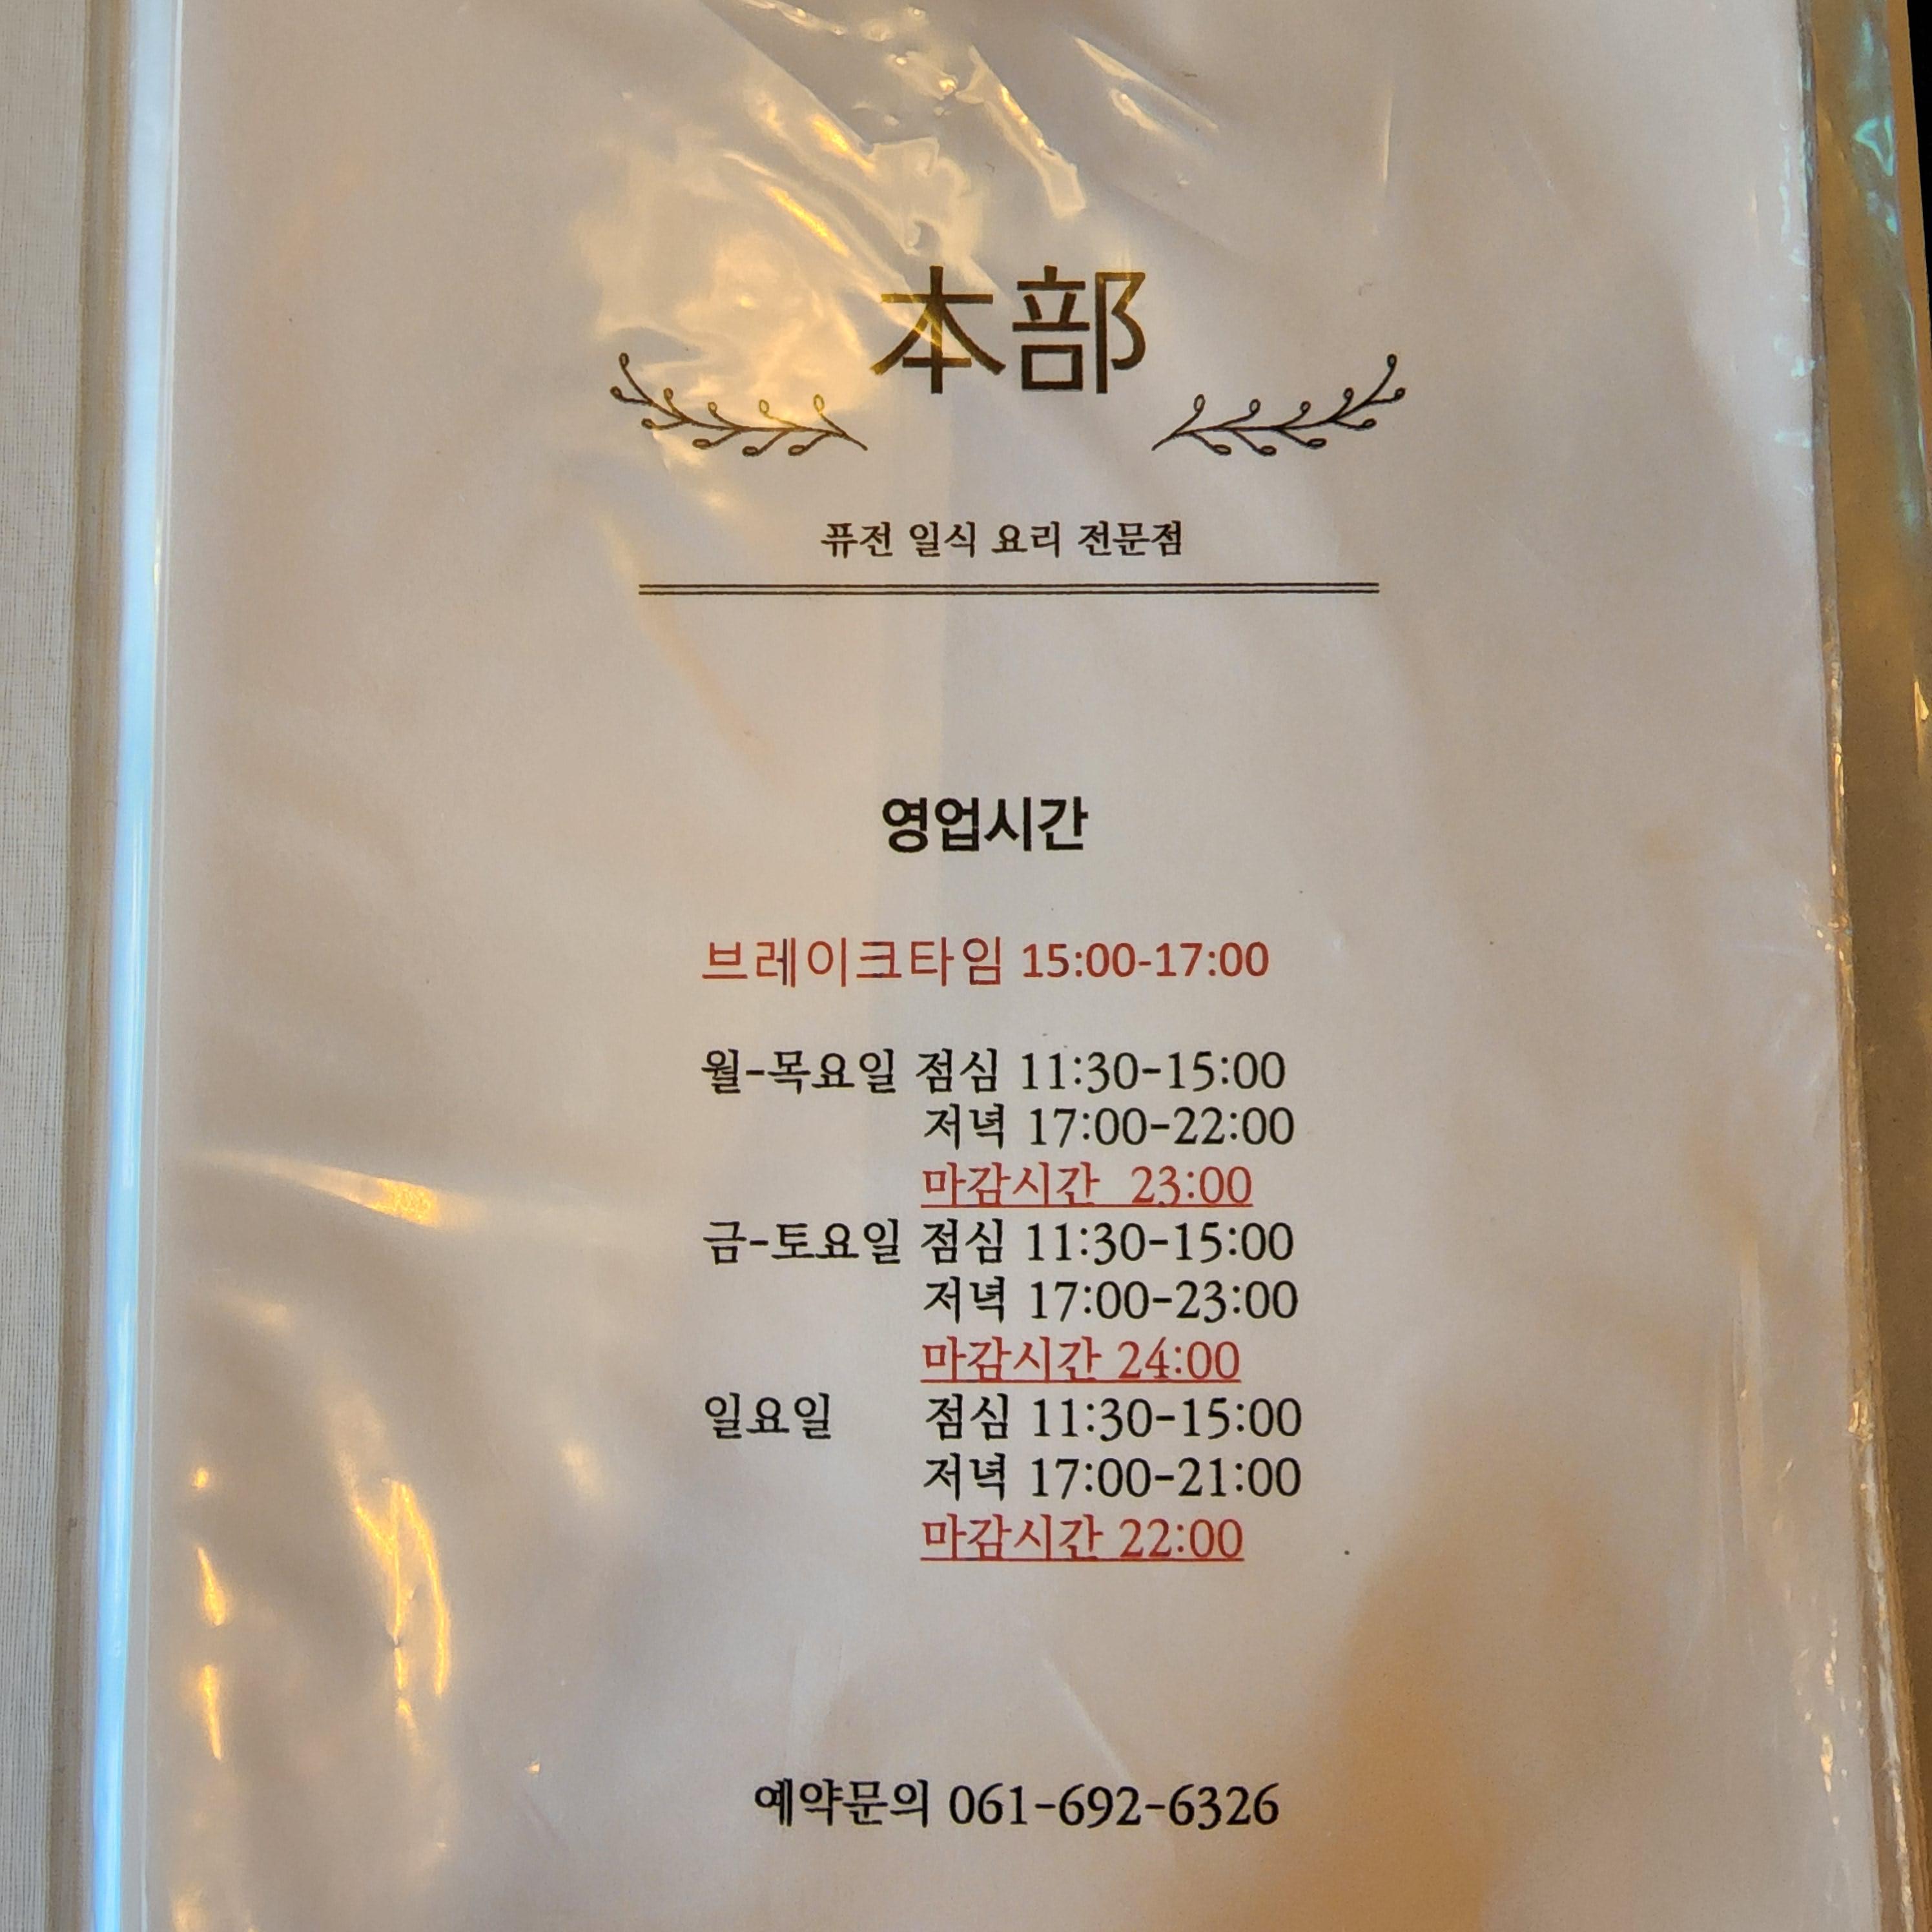 本部
퓨전 일식 요리 전문점
영업시간
브레이크타임 15:00-17:00
월-목요일 점심 11:30-15:00
저녁 17:00-22:00
마감시간 23:00
금-토요일 점심 11:30-15:00
저녁 17:00-23:00
마감시간 24:00
일요일 점심 11:30-15:00
저녁 17:00-21:00
마감시간 22:00
예약문의 061-692-6326